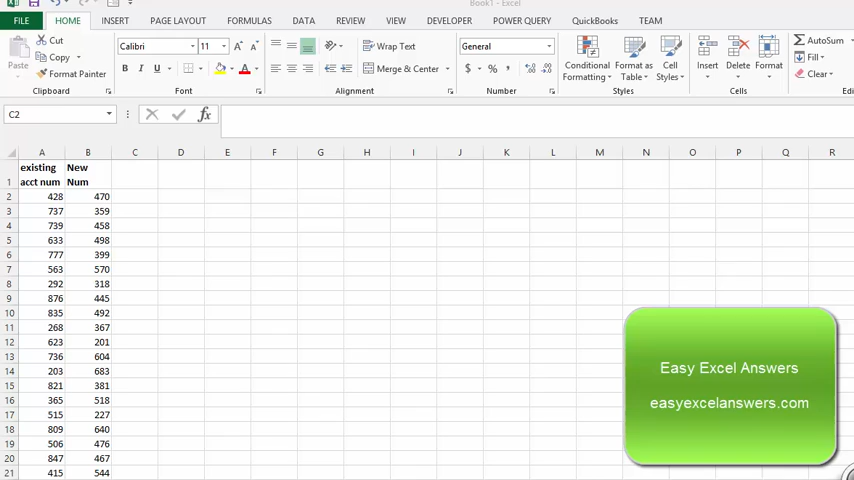 Book1 - Excel
FILE HOME INSERT PAGE LAYOUT FORMULAS DATA REVIEW VIEW DEVELOPER POWER QUERY QuickBooks TEAM
Cut Calibri 11 Wrap Text General AutoSum
Copy Fill
Paste Format Painter B I U A Merge & Center $ % , Conditional Formatting Format as Table Cell Styles Insert Delete Format Clear
Clipboard Font Alignment Number Styles Cells
C2 fx
A B C D E F G H I J K L M N O P Q R
existing New
1 acct num Num
2 428 470
3 737 359
4 739 458
5 633 498
6 777 399
7 563 570
8 292 318
9 876 445
10 835 492
11 268 367
12 623 201
13 736 604
14 203 683
15 821 381
16 365 518
17 515 227
18 809 640
19 506 476
20 847 467
21 415 544
Easy Excel Answers
easyexcelanswers.com